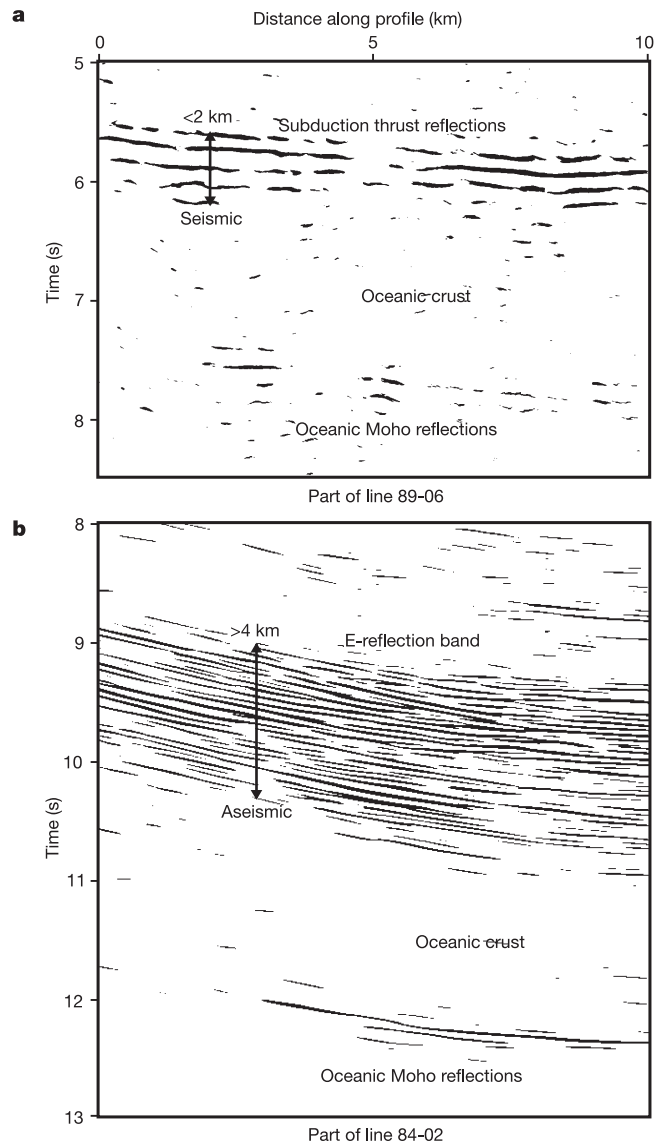 a
Distance along profile (km)
0 5 10
5
<2 km
Subduction thrust reflections
6
Seismic
Time (s)
7
Oceanic crust
8
Oceanic Moho reflections
Part of line 89-06
b
8
>4 km
9
E-reflection band
10
Aseismic
Time (s)
11
Oceanic crust
12
Oceanic Moho reflections
13
Part of line 84-02